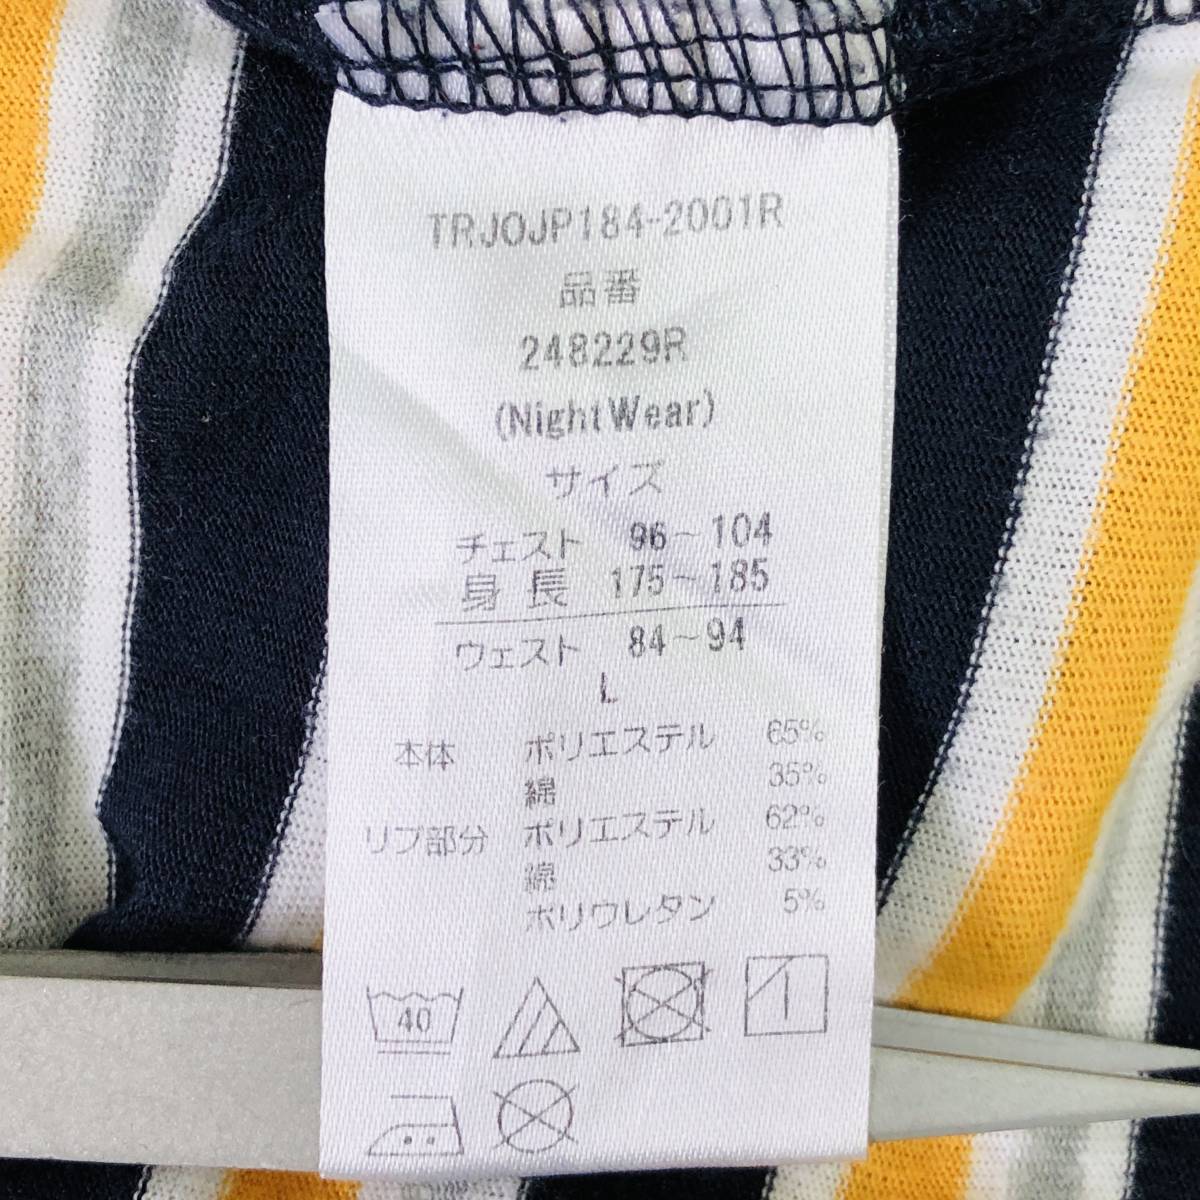 TRJOJP184-2001R
品番
248229R
(NightWear)
サイズ
チェスト 96~104
身長 175~185
ウェスト 84~94
L
本体 ポリエステル 65%
綿 35%
リブ部分 ポリエステル 62%
綿 33%
ポリウレタン 5%
40